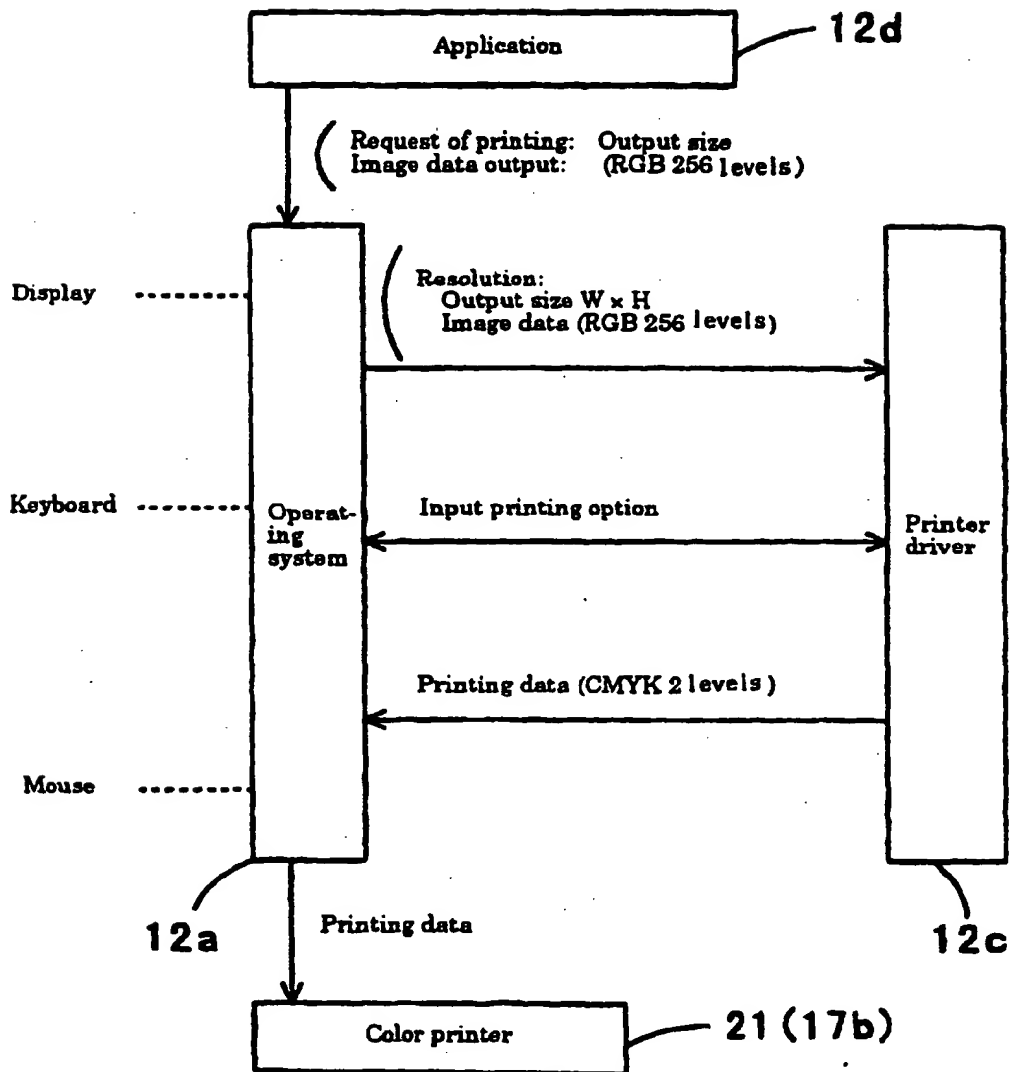 Application
12d
Request of printing: Output size
Image data output: (RGB 256 levels)
Resolution:
Output size W × H
Image data (RGB 256 levels)
Display
Keyboard
Operat-
ing
system
Input printing option
Printer
driver
Printing data (CMYK 2 levels)
Mouse
12a
Printing data
12c
Color printer
21 (17b)